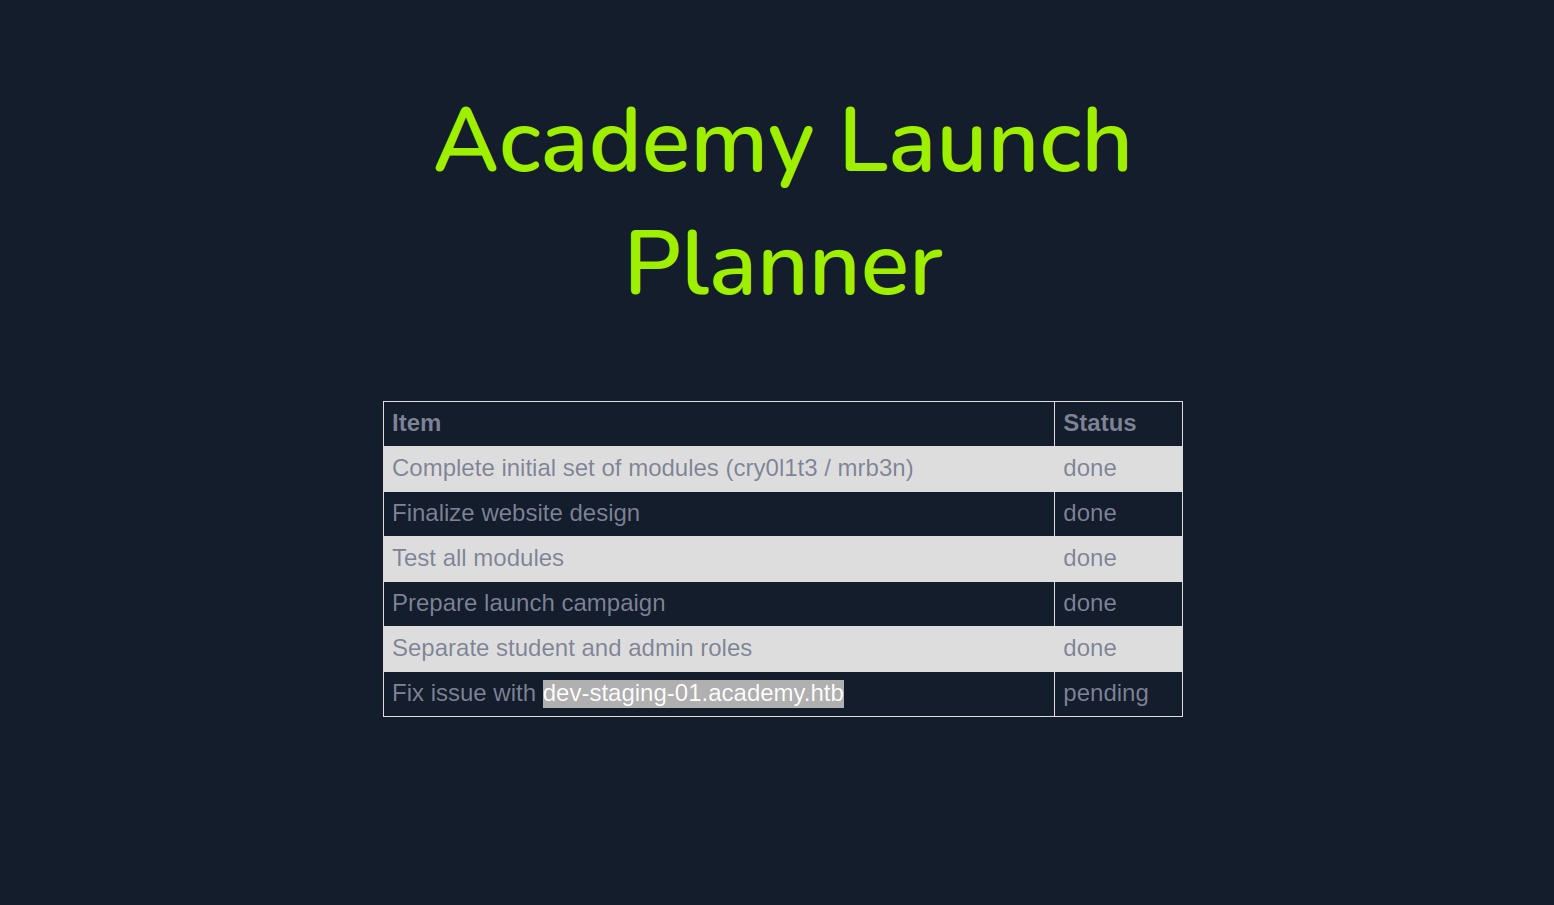 Academy Launch
Planner
Item Status
Complete initial set of modules (cry0l1t3 / mrb3n) done
Finalize website design done
Test all modules done
Prepare launch campaign done
Separate student and admin roles done
Fix issue with dev-staging-01.academy.htb pending